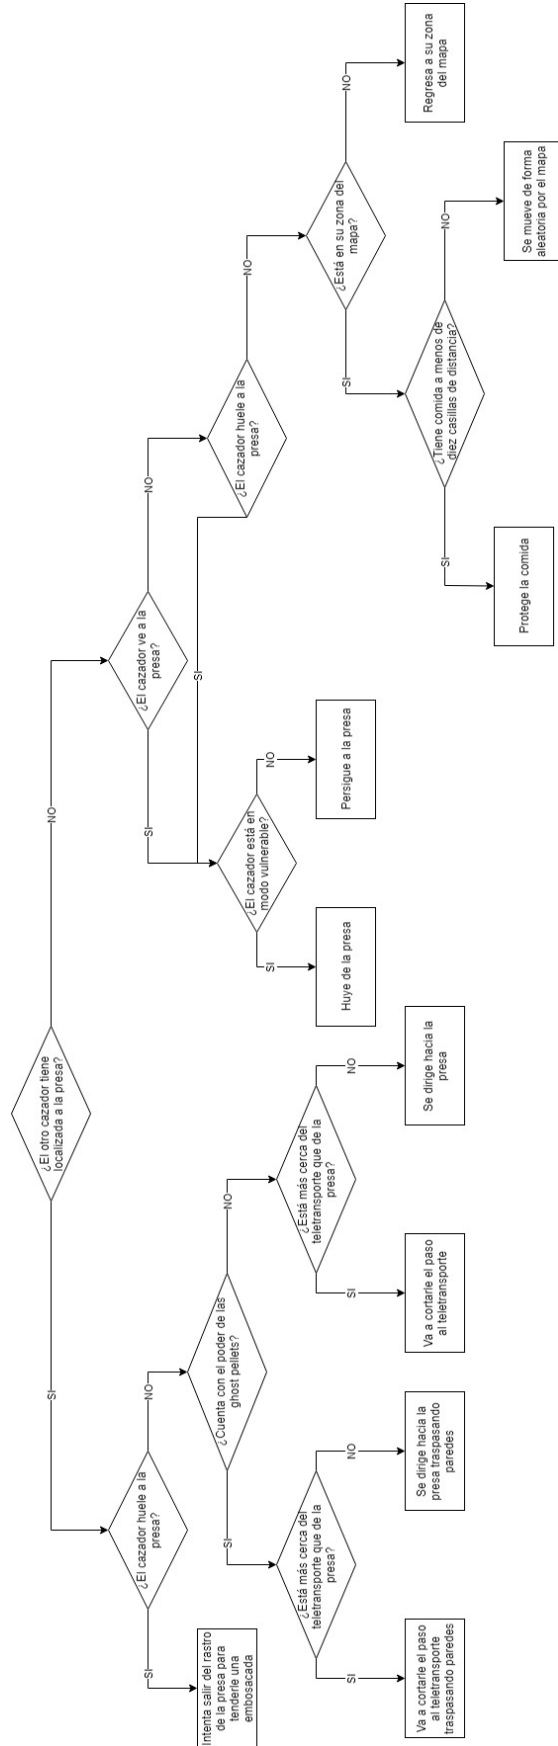 ¿El otro cazador tiene
localizada a la presa?
SI
NO
¿El cazador huele a la
presa?
SI
NO
Intenta salir del rastro
de la presa para
tenderle una
embosacada
¿Cuenta con el poder de las
ghost pellets?
SI
NO
¿Está más cerca del
teletransporte que de la
presa?
SI
NO
Va a cortarle el paso
al teletransporte
traspasando paredes
Se dirige hacia la
presa traspasando
paredes
¿Está más cerca del
teletransporte que de la
presa?
SI
NO
Va a cortarle el paso
al teletransporte
Se dirige hacia la
presa
¿El cazador ve a la
presa?
SI
NO
¿El cazador está en
modo vulnerable?
SI
NO
Huye de la presa
Persigue a la presa
¿El cazador huele a la
presa?
SI
NO
¿Está en su zona del
mapa?
SI
NO
Regresa a su zona
del mapa
¿Tiene comida a menos de
diez casillas de distancia?
SI
NO
Protege la comida
Se mueve de forma
aleatoria por el mapa